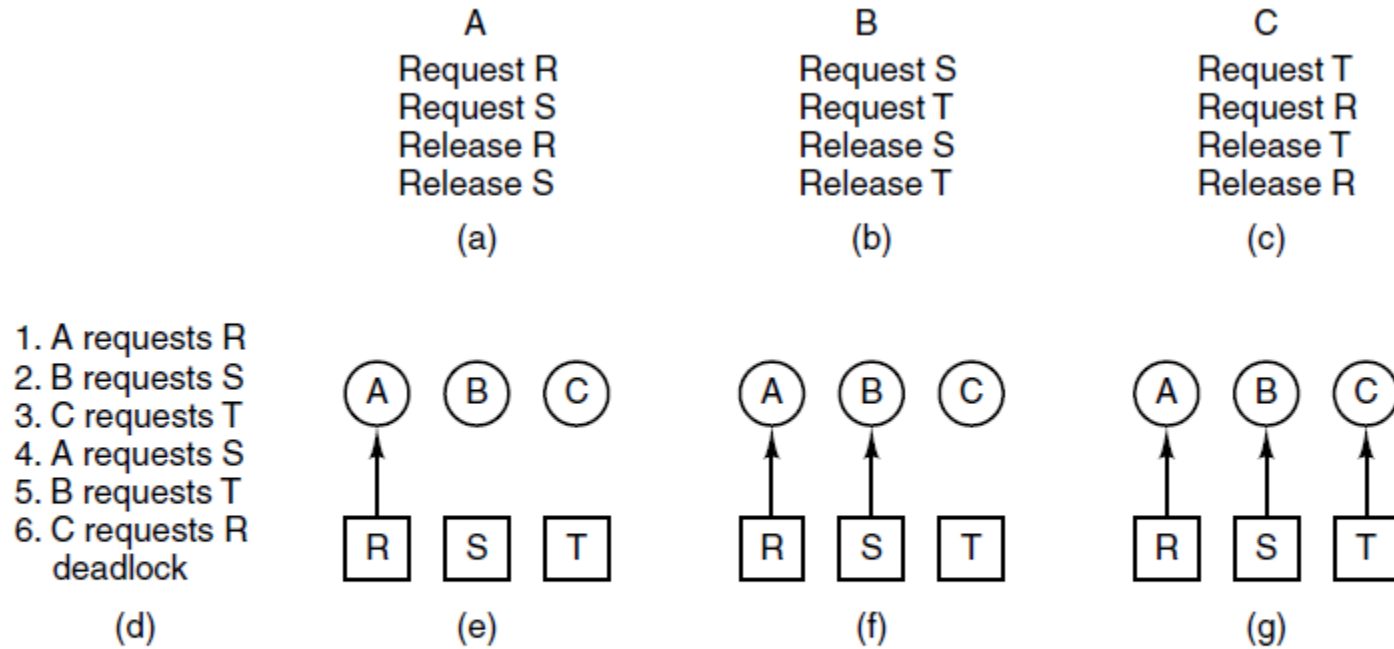 A
Request R
Request S
Release R
Release S
(a)
B
Request S
Request T
Release S
Release T
(b)
C
Request T
Request R
Release T
Release R
(c)
1. A requests R
2. B requests S
3. C requests T
4. A requests S
5. B requests T
6. C requests R
deadlock
(d)
A B C
R S T
(e)
A B C
R S T
(f)
A B C
R S T
(g)